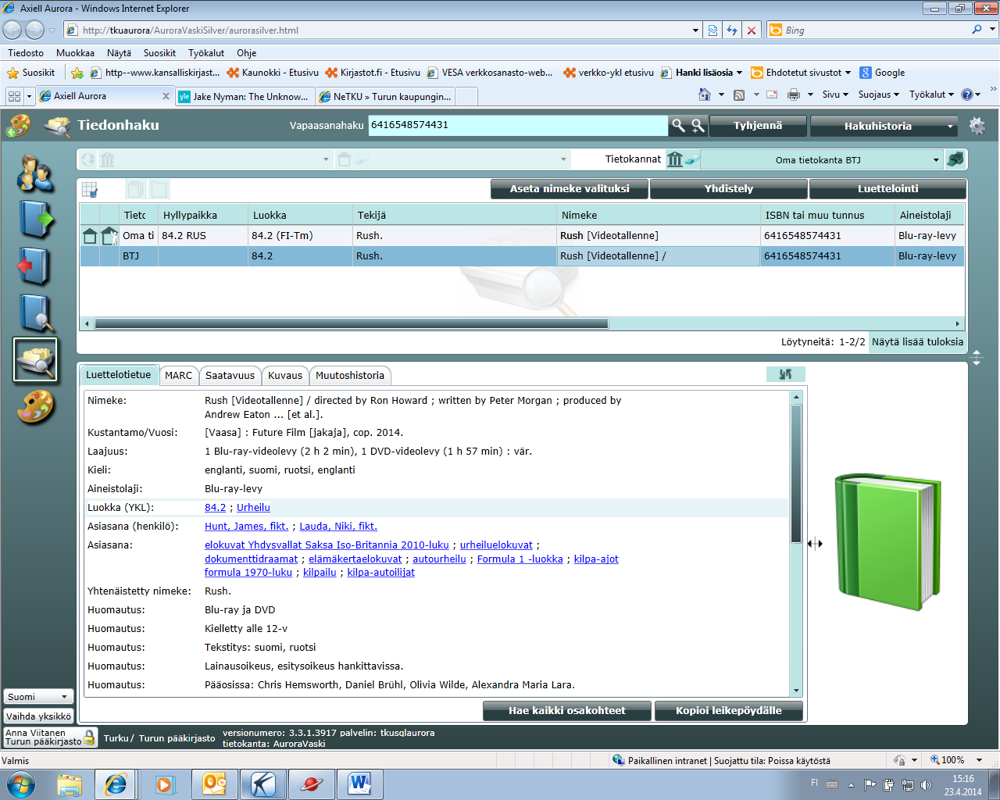 Axiell Aurora - Windows Internet Explorer
http://tkuaurora/AuroraVaskiSilver/aurorasilver.html
Bing
Tiedosto Muokkaa Näytä Suosikit Työkalut Ohje
Suosikit http--www.kansalliskirjast... Kaunokki - Etusivu Kirjastot.fi - Etusivu VESA verkkosanasto-web... verkko-ykl etusivu Hanki lisäosia Ehdotetut sivustot Google
Axiell Aurora yle Jake Nyman: The Unknow... NeTKU » Turun kaupungin... Sivu Suojaus Työkalut
Tiedonhaku Vapaasanahaku 6416548574431 Tyhjennä Hakuhistoria
Tietokannat Oma tietokanta BTJ
Aseta nimeke valituksi Yhdistely Luettelointi
Tietc Hyllypaikka Luokka Tekijä Nimeke ISBN tai muu tunnus Aineistolaji
Oma ti 84.2 RUS 84.2 (FI-Tm) Rush. Rush [Videotallenne] 6416548574431 Blu-ray-levy
BTJ 84.2 Rush. Rush [Videotallenne] / 6416548574431 Blu-ray-levy
Löytyneitä: 1-2/2 Näytä lisää tuloksia
Luettelotietue MARC Saatavuus Kuvaus Muutoshistoria
Nimeke: Rush [Videotallenne] / directed by Ron Howard ; written by Peter Morgan ; produced by
Andrew Eaton ... [et al.].
Kustantamo/Vuosi: [Vaasa] : Future Film [jakaja], cop. 2014.
Laajuus: 1 Blu-ray-videolevy (2 h 2 min), 1 DVD-videolevy (1 h 57 min) : vär.
Kieli: englanti, suomi, ruotsi, englanti
Aineistolaji: Blu-ray-levy
Luokka (YKL): 84.2 ; Urheilu
Asiasana (henkilö): Hunt, James, fikt. ; Lauda, Niki, fikt.
Asiasana: elokuvat Yhdysvallat Saksa Iso-Britannia 2010-luku ; urheiluelokuvat ;
dokumenttidraamat ; elämäkertaelokuvat ; autourheilu ; Formula 1 -luokka ; kilpa-ajot
formula 1970-luku ; kilpailu ; kilpa-autoilijat
Yhtenäistetty nimeke: Rush.
Huomautus: Blu-ray ja DVD
Huomautus: Kielletty alle 12-v
Huomautus: Tekstitys: suomi, ruotsi
Huomautus: Lainausoikeus, esitysoikeus hankittavissa.
Huomautus: Pääosissa: Chris Hemsworth, Daniel Brühl, Olivia Wilde, Alexandra Maria Lara.
Hae kaikki osakohteet Kopioi leikepöydälle
Suomi
Vaihda yksikkö
Anna Viitanen
Turun pääkirjasto
Turku / Turun pääkirjasto
versionumero: 3.3.1.3917 palvelin: tkusqlaurora
tietokanta: AuroraVaski
Valmis Paikallinen intranet | Suojattu tila: Poissa käytöstä 100%
FI 15:16
23.4.2014